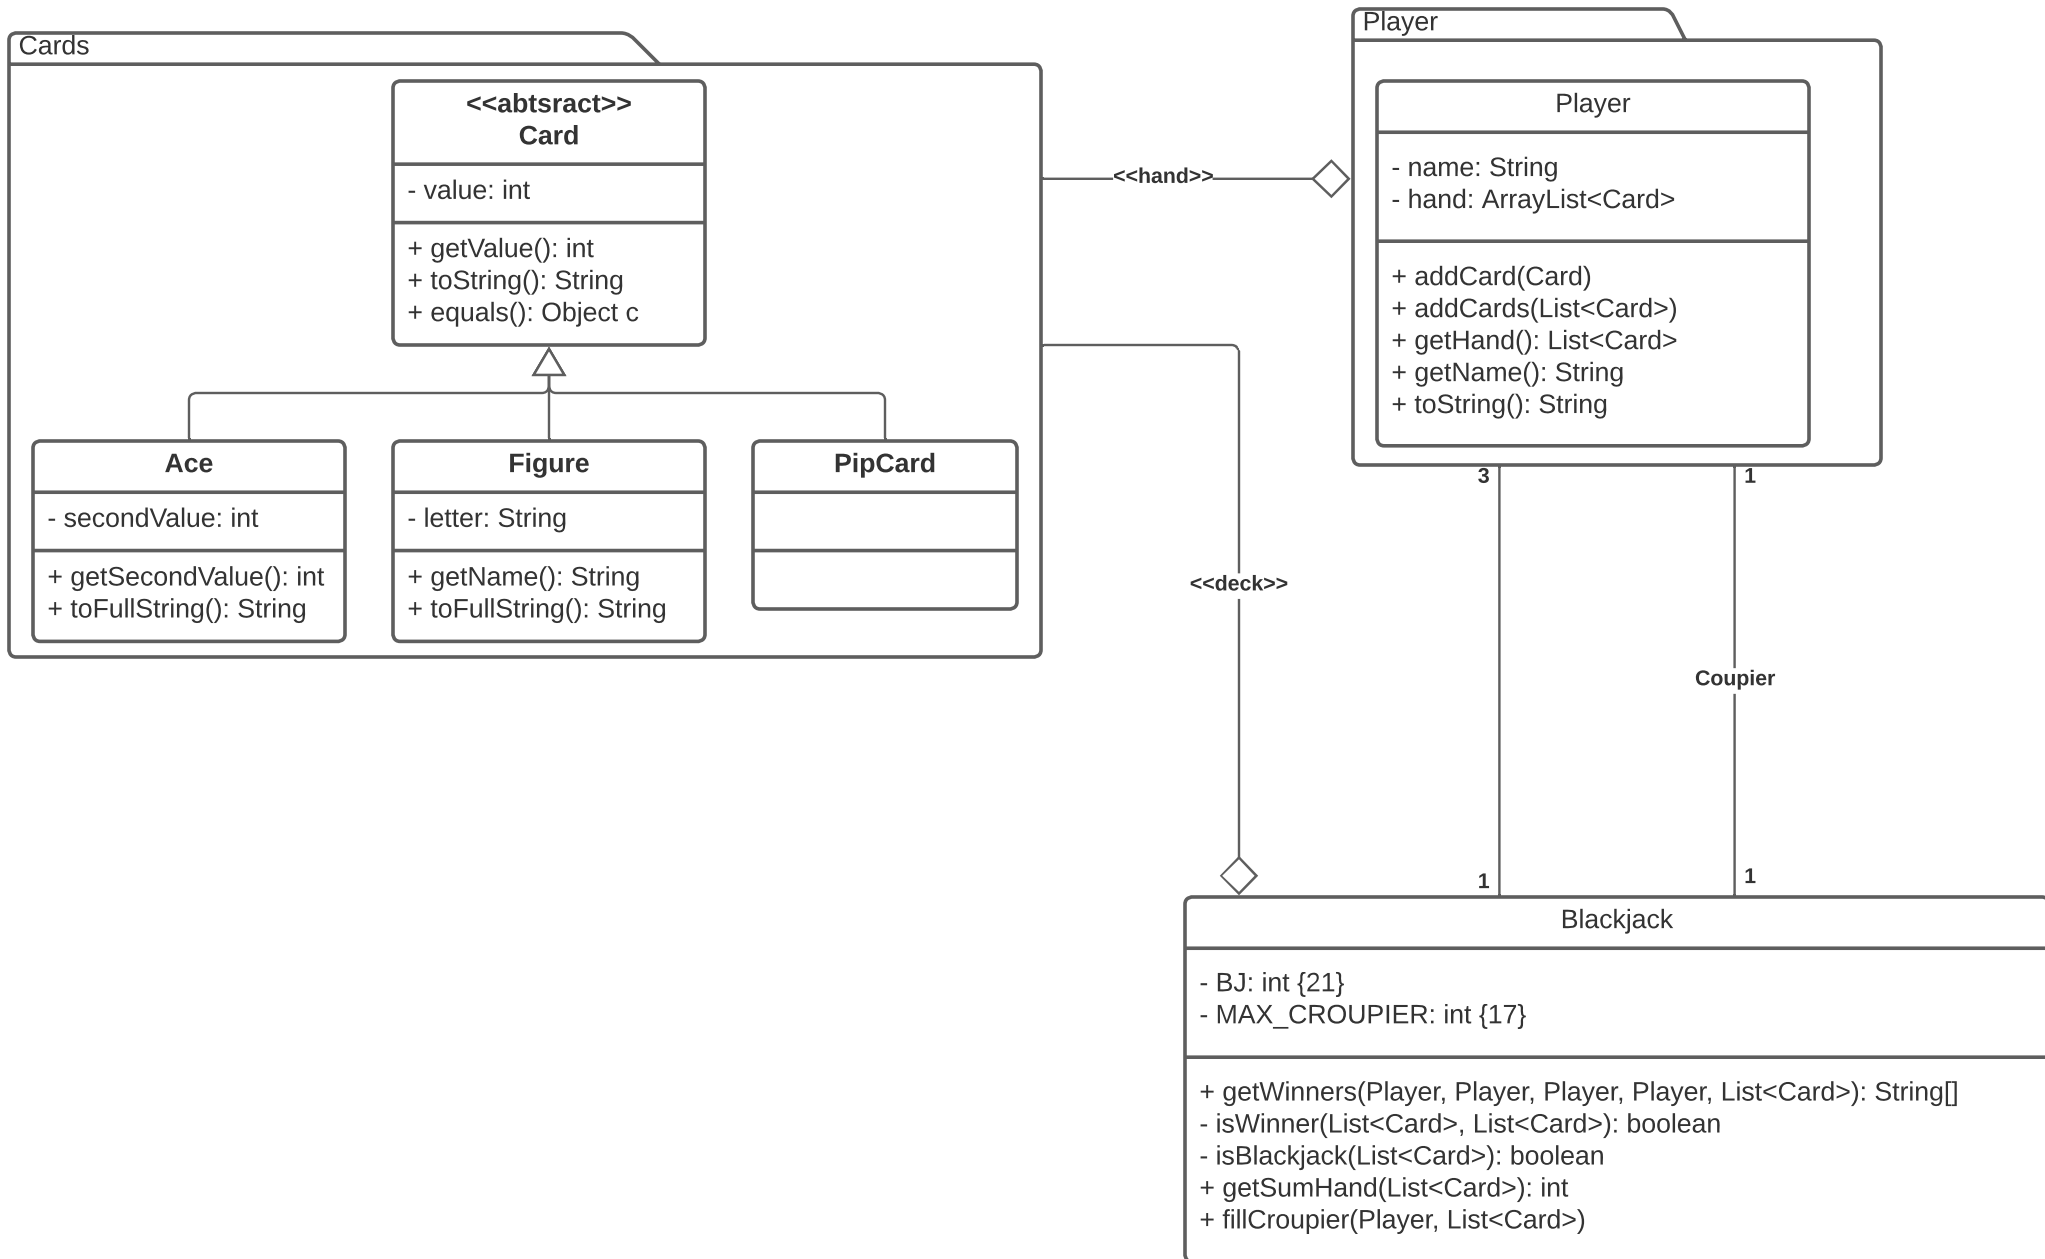 Cards
<<abtsract>>
Card
- value: int
+ getValue(): int
+ toString(): String
+ equals(): Object c
Ace
- secondValue: int
+ getSecondValue(): int
+ toFullString(): String
Figure
- letter: String
+ getName(): String
+ toFullString(): String
PipCard
<<hand>>
<<deck>>
Player
Player
- name: String
- hand: ArrayList<Card>
+ addCard(Card)
+ addCards(List<Card>)
+ getHand(): List<Card>
+ getName(): String
+ toString(): String
3
1
Coupier
1
1
Blackjack
- BJ: int {21}
- MAX_CROUPIER: int {17}
+ getWinners(Player, Player, Player, Player, List<Card>): String[]
- isWinner(List<Card>, List<Card>): boolean
- isBlackjack(List<Card>): boolean
+ getSumHand(List<Card>): int
+ fillCroupier(Player, List<Card>)